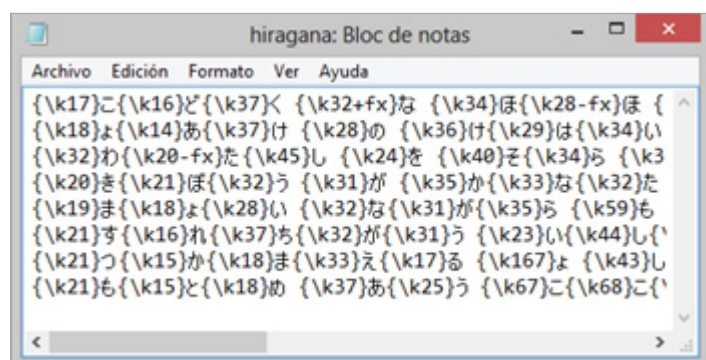 hiragana: Bloc de notas
Archivo Edición Formato Ver Ayuda
{\k17}こ{\k16}ど{\k37}く {\k32+fx}な {\k34}ほ{\k28-fx}ほ {
{\k18}ょ{\k14}あ{\k37}け {\k28}の {\k36}け{\k29}は{\k34}い
{\k32}わ{\k20-fx}た{\k45}し {\k24}を {\k40}そ{\k34}ら {\k3
{\k20}き{\k21}ぼ{\k32}う {\k31}が {\k35}か{\k33}な{\k32}た
{\k19}ま{\k18}ょ{\k28}い {\k32}な{\k31}が{\k35}ら {\k59}も
{\k21}す{\k16}れ{\k37}ち{\k32}が{\k31}う {\k23}い{\k44}し{\
{\k21}つ{\k15}か{\k18}ま{\k33}え{\k17}る {\k167}ょ {\k43}し
{\k21}も{\k15}と{\k18}め {\k37}あ{\k25}う {\k67}こ{\k68}こ{\